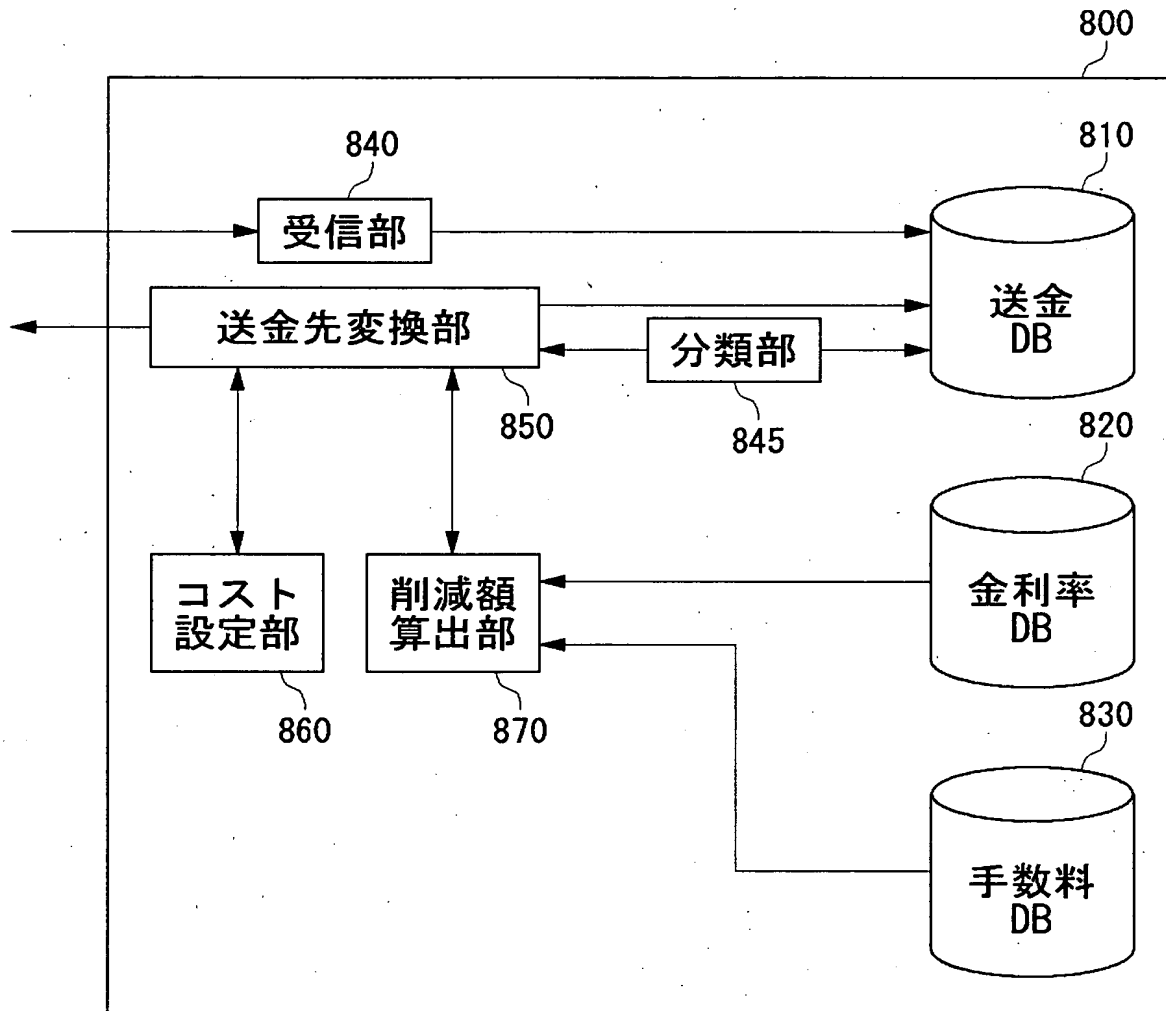 800
810
840
受信部
送金
DB
送金先変換部
分類部
850
845
820
コスト
設定部
削減額
算出部
金利率
DB
860
870
830
手数料
DB